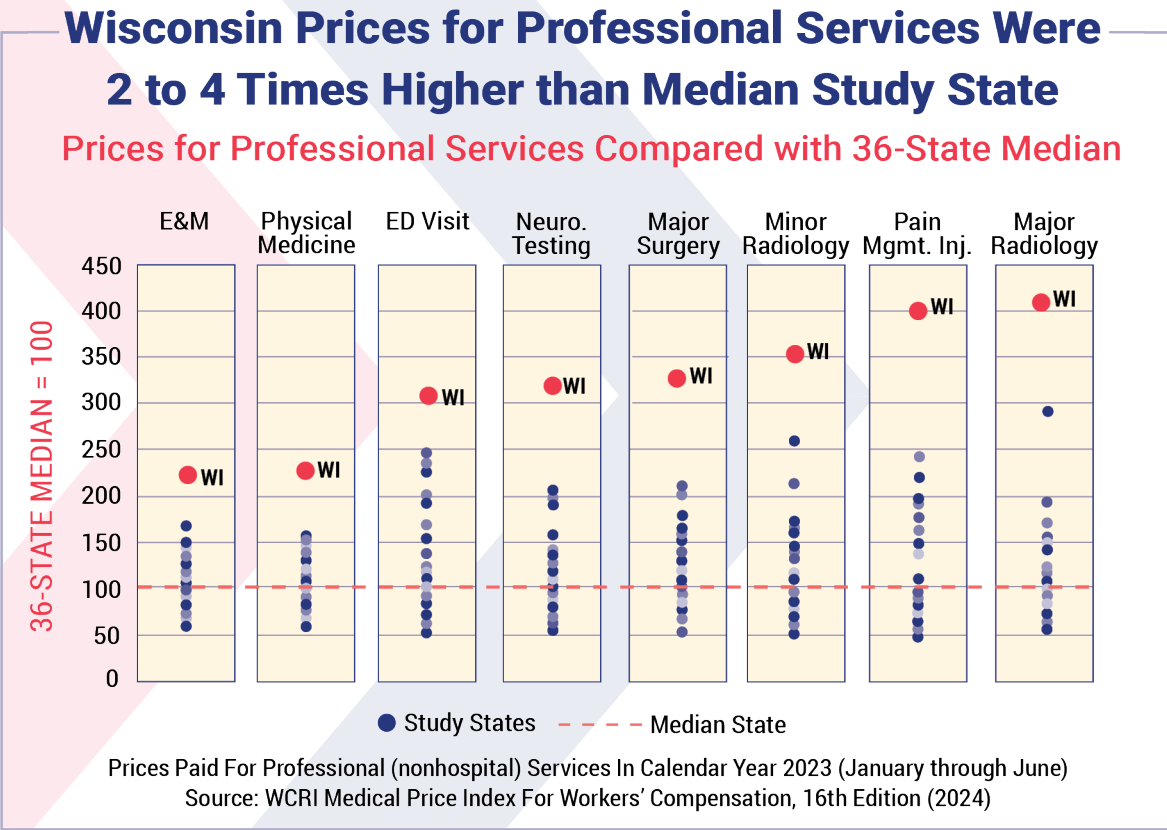 Wisconsin Prices for Professional Services Were
2 to 4 Times Higher than Median Study State
Prices for Professional Services Compared with 36-State Median
E&M
Physical
Medicine
ED Visit
Neuro.
Testing
Major
Surgery
Minor
Radiology
Pain
Mgmt. Inj.
Major
Radiology
36-STATE MEDIAN = 100
450
400
350
300
250
200
150
100
50
0
WI
WI
WI
WI
WI
WI
WI
WI
Study States
Median State
Prices Paid For Professional (nonhospital) Services In Calendar Year 2023 (January through June)
Source: WCRI Medical Price Index For Workers’ Compensation, 16th Edition (2024)